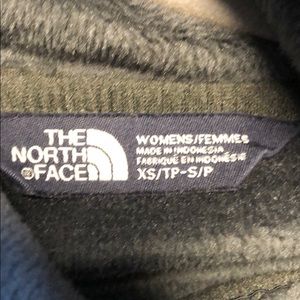 THE
NORTH
FACE
WOMENS/FEMMES
MADE IN INDONESIA
FABRIQUÉ EN INDONÉSIE
XS/TP-S/P